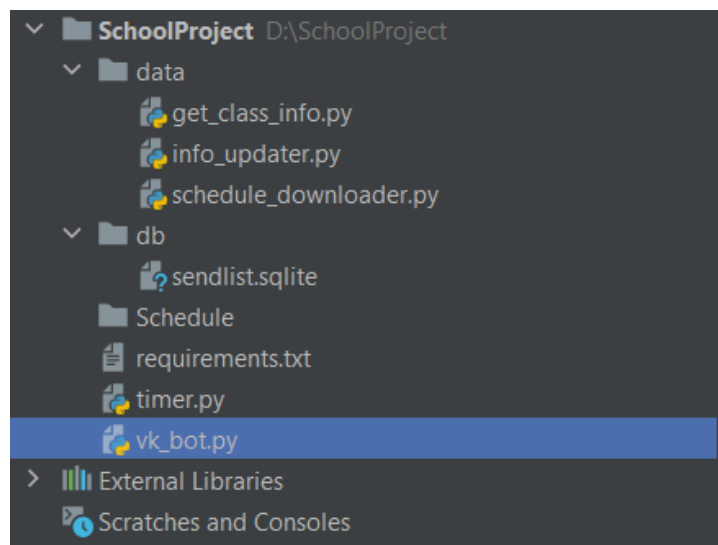 SchoolProject D:\SchoolProject
data
get_class_info.py
info_updater.py
schedule_downloader.py
db
sendlist.sqlite
Schedule
requirements.txt
timer.py
vk_bot.py
External Libraries
Scratches and Consoles